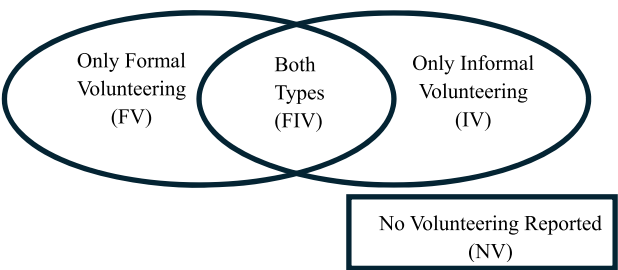 Only Formal
Volunteering
(FV)
Both
Types
(FIV)
Only Informal
Volunteering
(IV)
No Volunteering Reported
(NV)